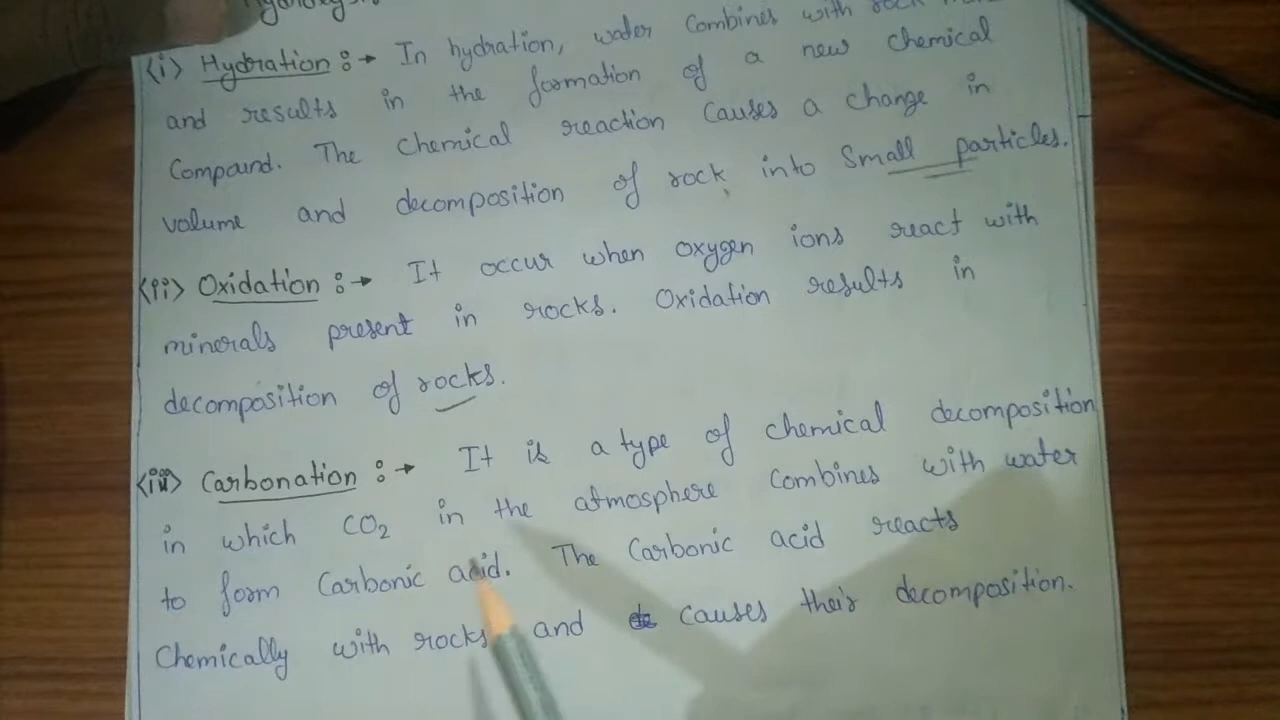 <i> Hydration :→ In hydration, water combines with rock
and results in the formation of a new chemical
Compound. The chemical reaction causes a change in
volume and decomposition of rock into small particles.
<ii> Oxidation :→ It occur when oxygen ions react with
minerals present in rocks. Oxidation results in
decomposition of rocks.
<iii> Carbonation :→ It is a type of chemical decomposition
in which CO₂ in the atmosphere combines with water
to form Carbonic acid. The Carbonic acid reacts
Chemically with rocks and causes their decomposition.